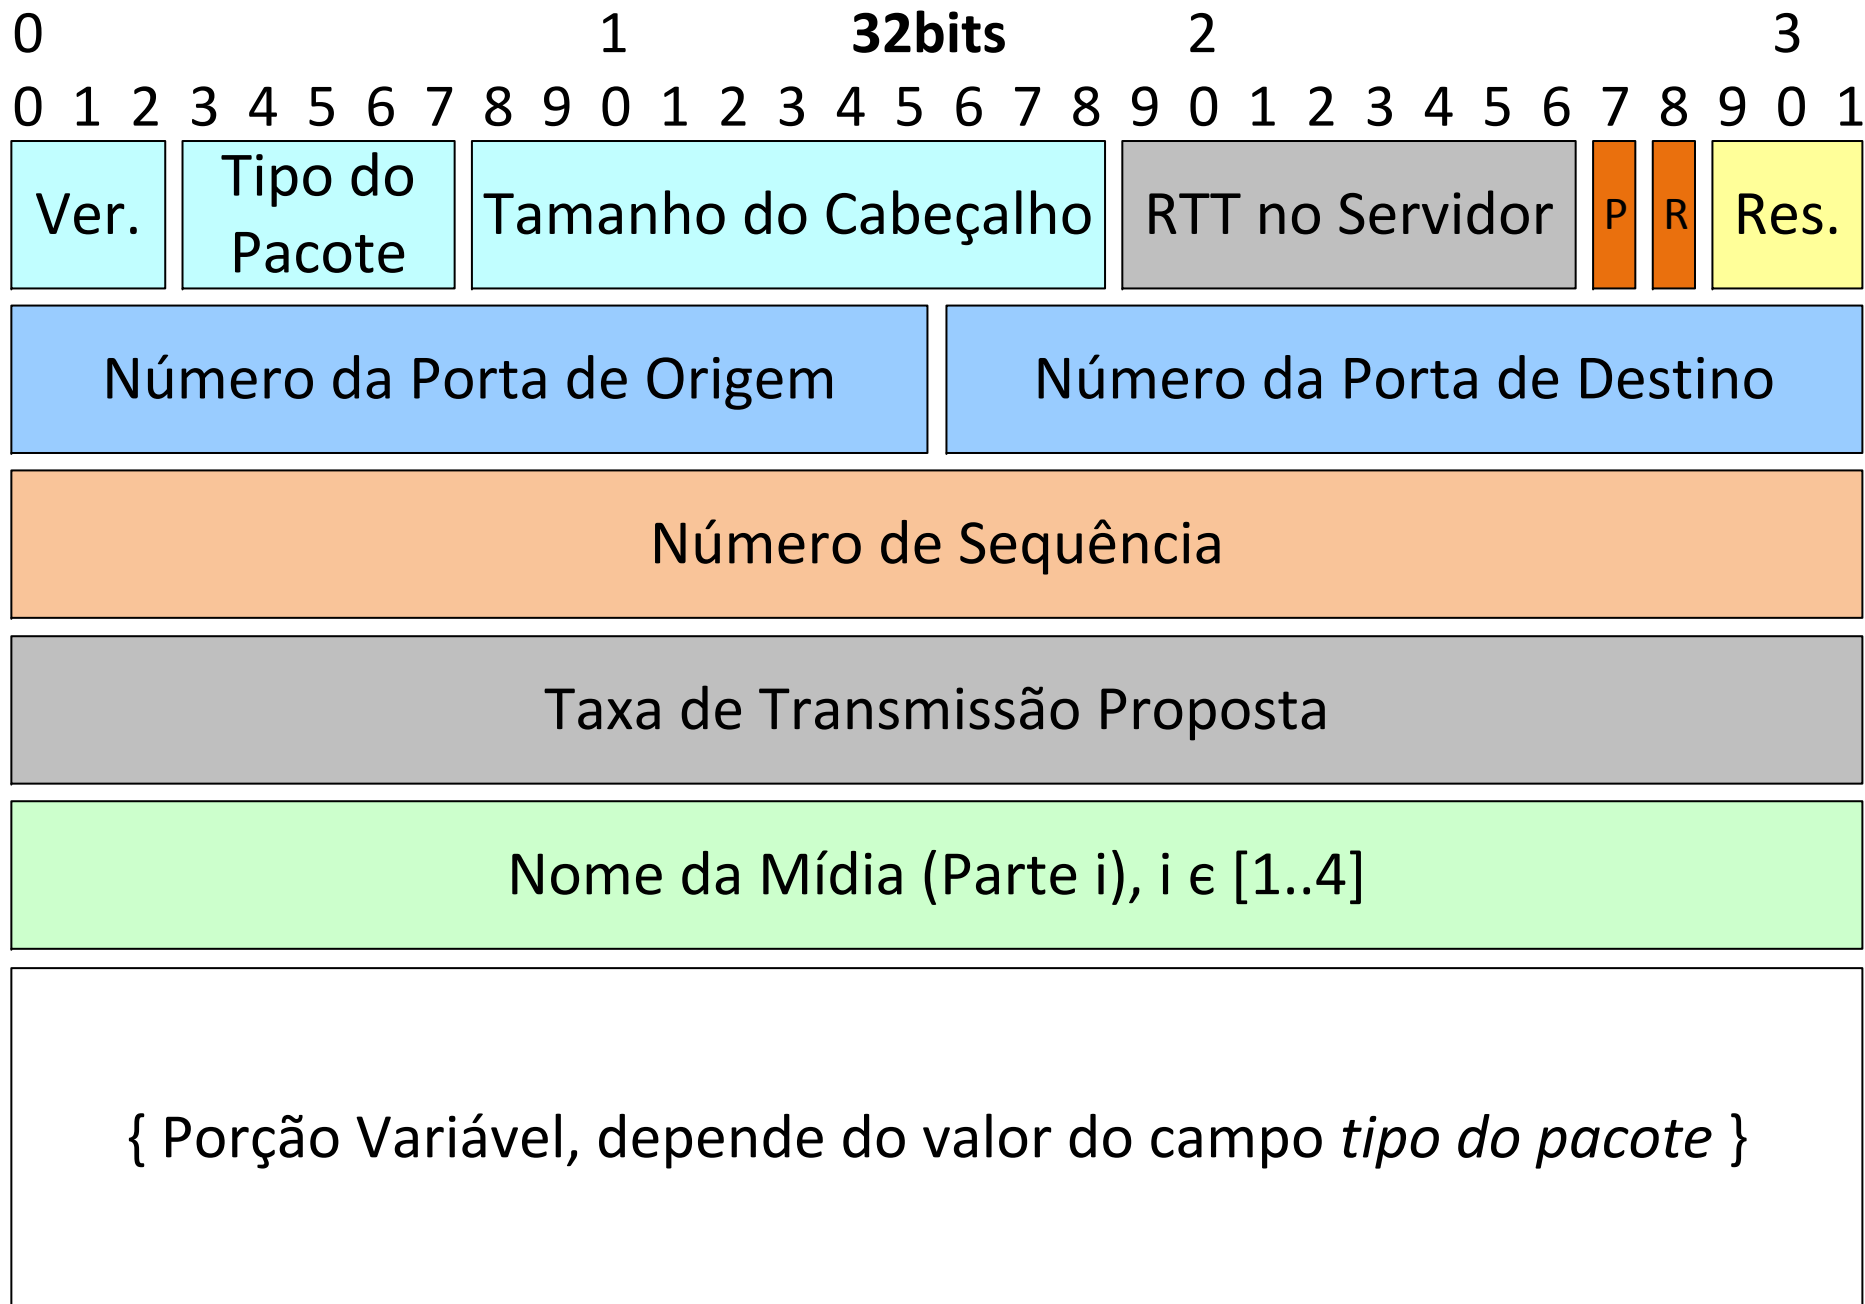 0 1 32bits 2 3
0 1 2 3 4 5 6 7 8 9 0 1 2 3 4 5 6 7 8 9 0 1 2 3 4 5 6 7 8 9 0 1
Ver. Tipo do Pacote Tamanho do Cabeçalho RTT no Servidor P R Res.
Número da Porta de Origem Número da Porta de Destino
Número de Sequência
Taxa de Transmissão Proposta
Nome da Mídia (Parte i), i є [1..4]
{ Porção Variável, depende do valor do campo tipo do pacote }